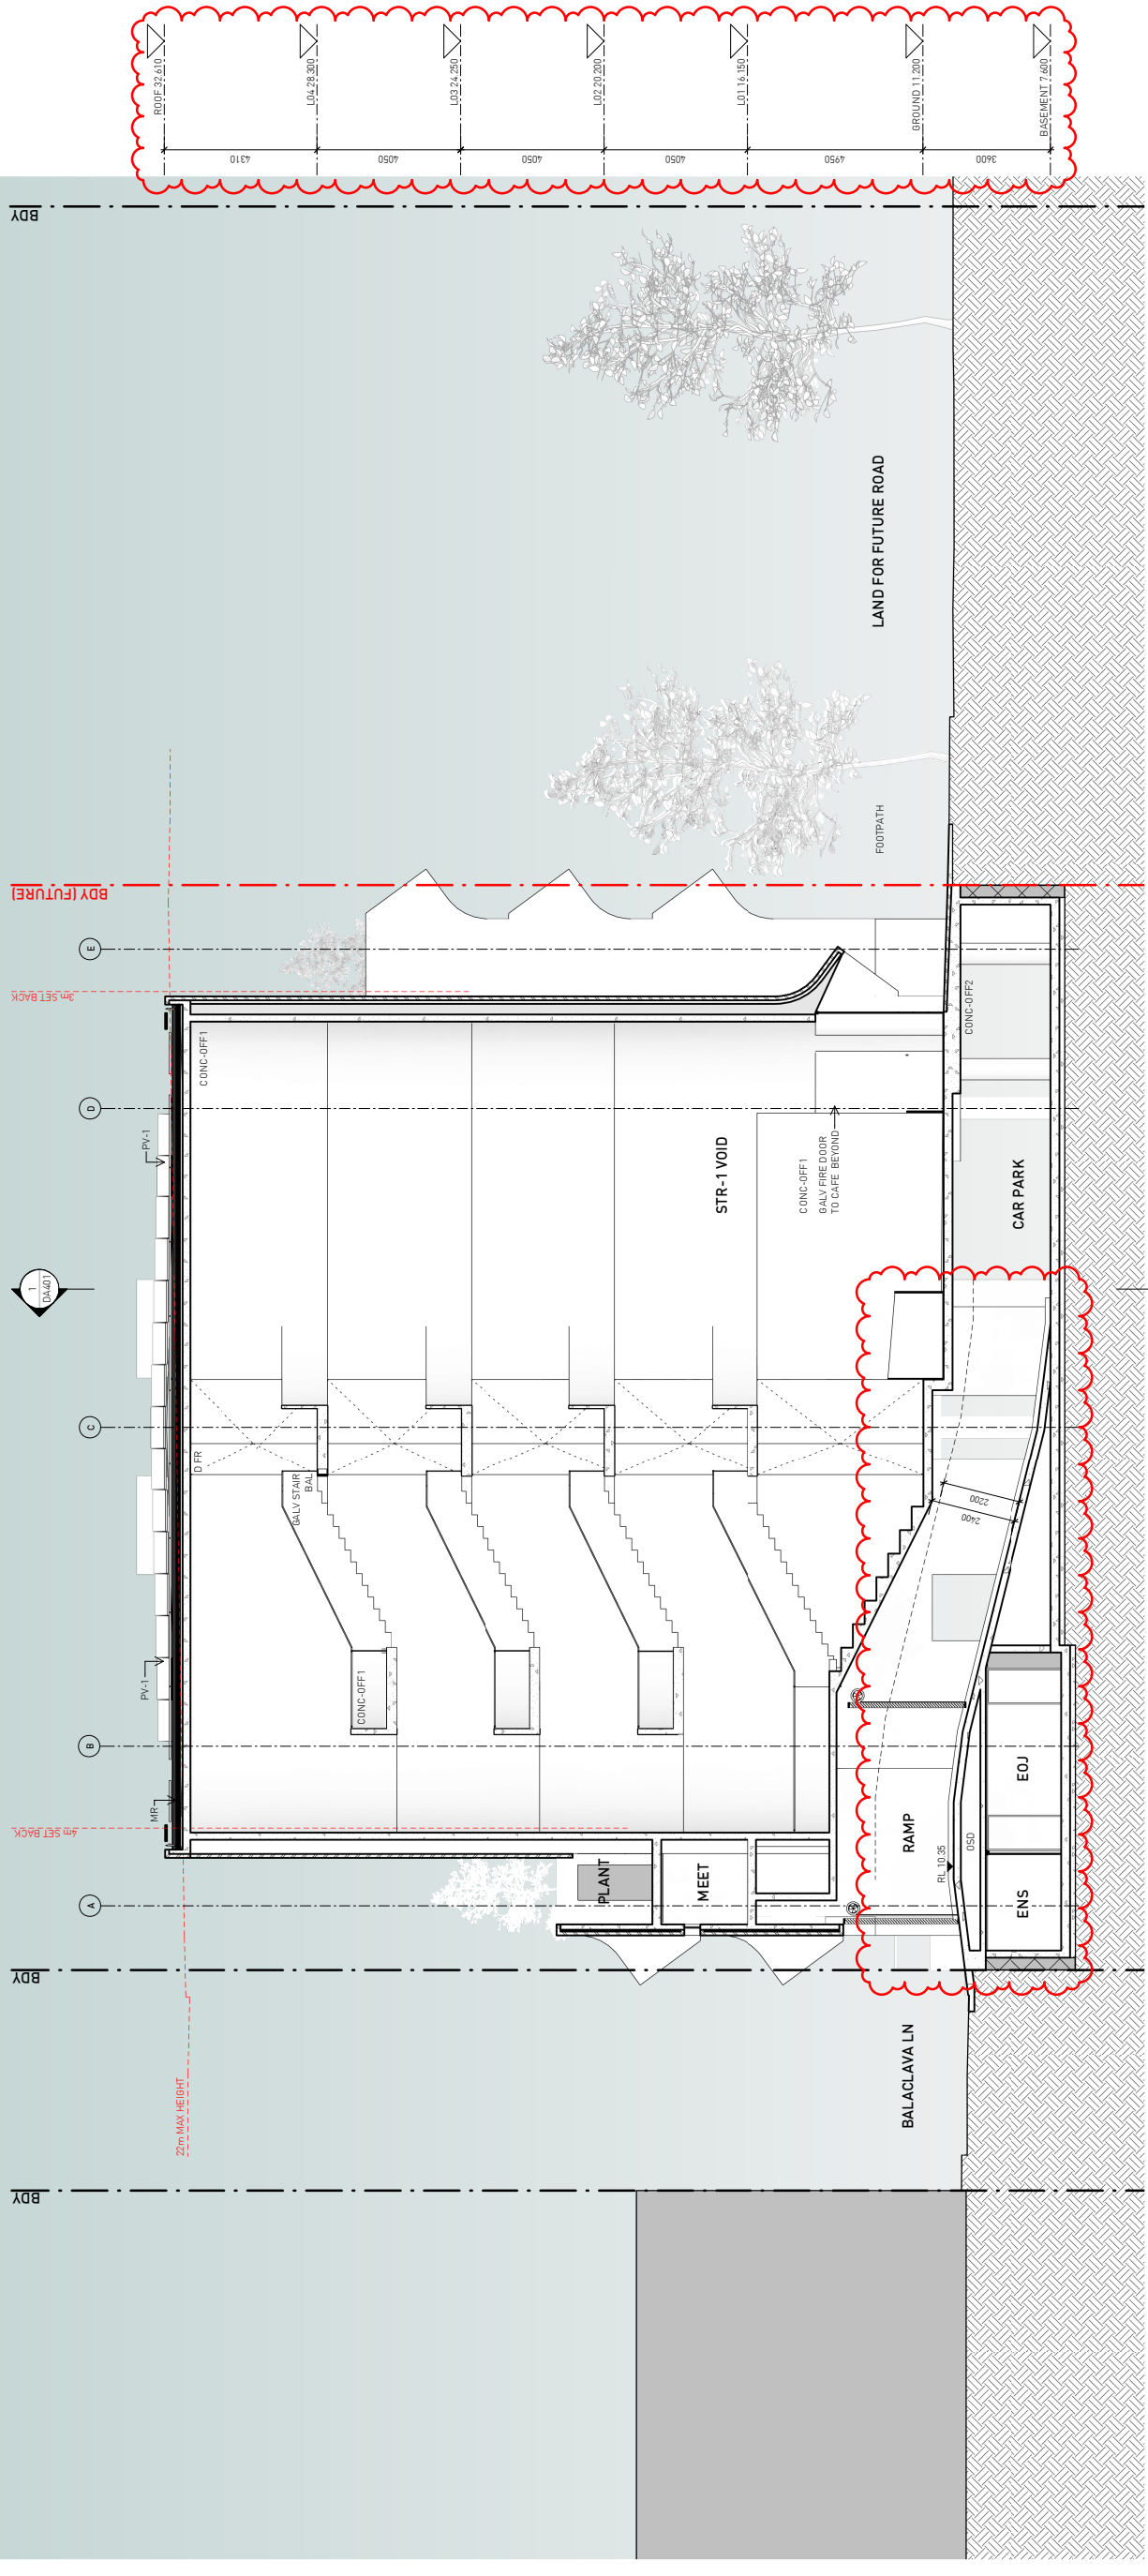 BDY
BDY
BDY (FUTURE)
BDY
4m SET BACK
3m SET BACK
22m MAX HEIGHT
A
B
C
D
E
1
DA401
MR
PV-1
PV-1
ROOF 32.610
L04 28.300
L03 24.250
L02 20.200
L01 16.150
GROUND 11.200
BASEMENT 7.600
4310
4050
4050
4050
4950
3600
D FR
GALV STAIR
BAL
CONC-OFF1
CONC-OFF1
PLANT
MEET
STR-1 VOID
CONC-OFF1
GALV FIRE DOOR
TO CAFE BEYOND
FOOTPATH
LAND FOR FUTURE ROAD
BALACLAVA LN
RAMP
RL 10.35
OSD
2400
2200
CONC-OFF2
ENS
EOJ
CAR PARK